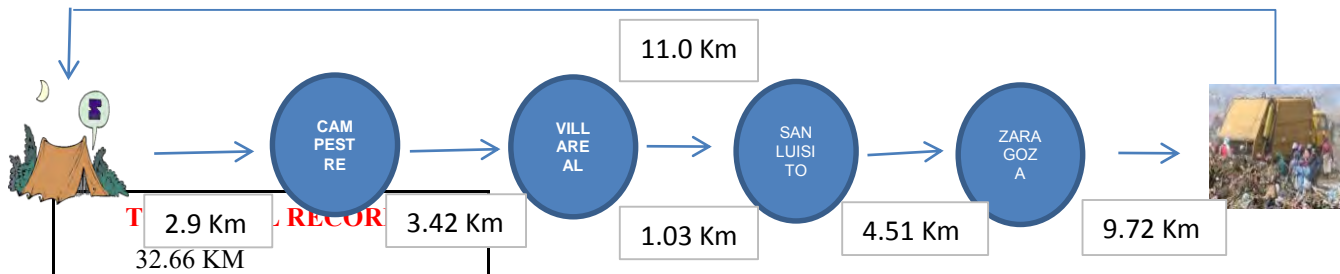 11.0 Km
CAM
PEST
RE
VILL
ARE
AL
SAN
LUISI
TO
ZARA
GOZ
A
2.9 Km
3.42 Km
1.03 Km
4.51 Km
9.72 Km
32.66 KM